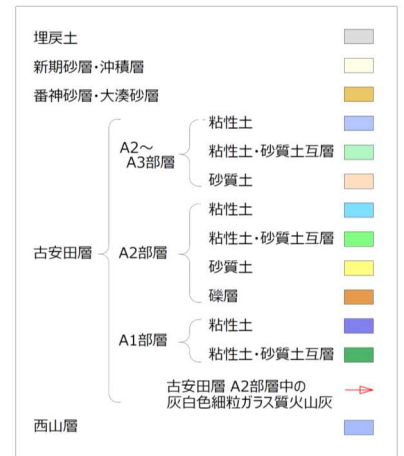 埋戻土
新期砂層・沖積層
番神砂層・大湊砂層
古安田層
A2～
A3部層
粘性土
粘性土・砂質土互層
砂質土
A2部層
粘性土
粘性土・砂質土互層
砂質土
礫層
A1部層
粘性土
粘性土・砂質土互層
古安田層 A2部層中の
灰白色細粒ガラス質火山灰
西山層